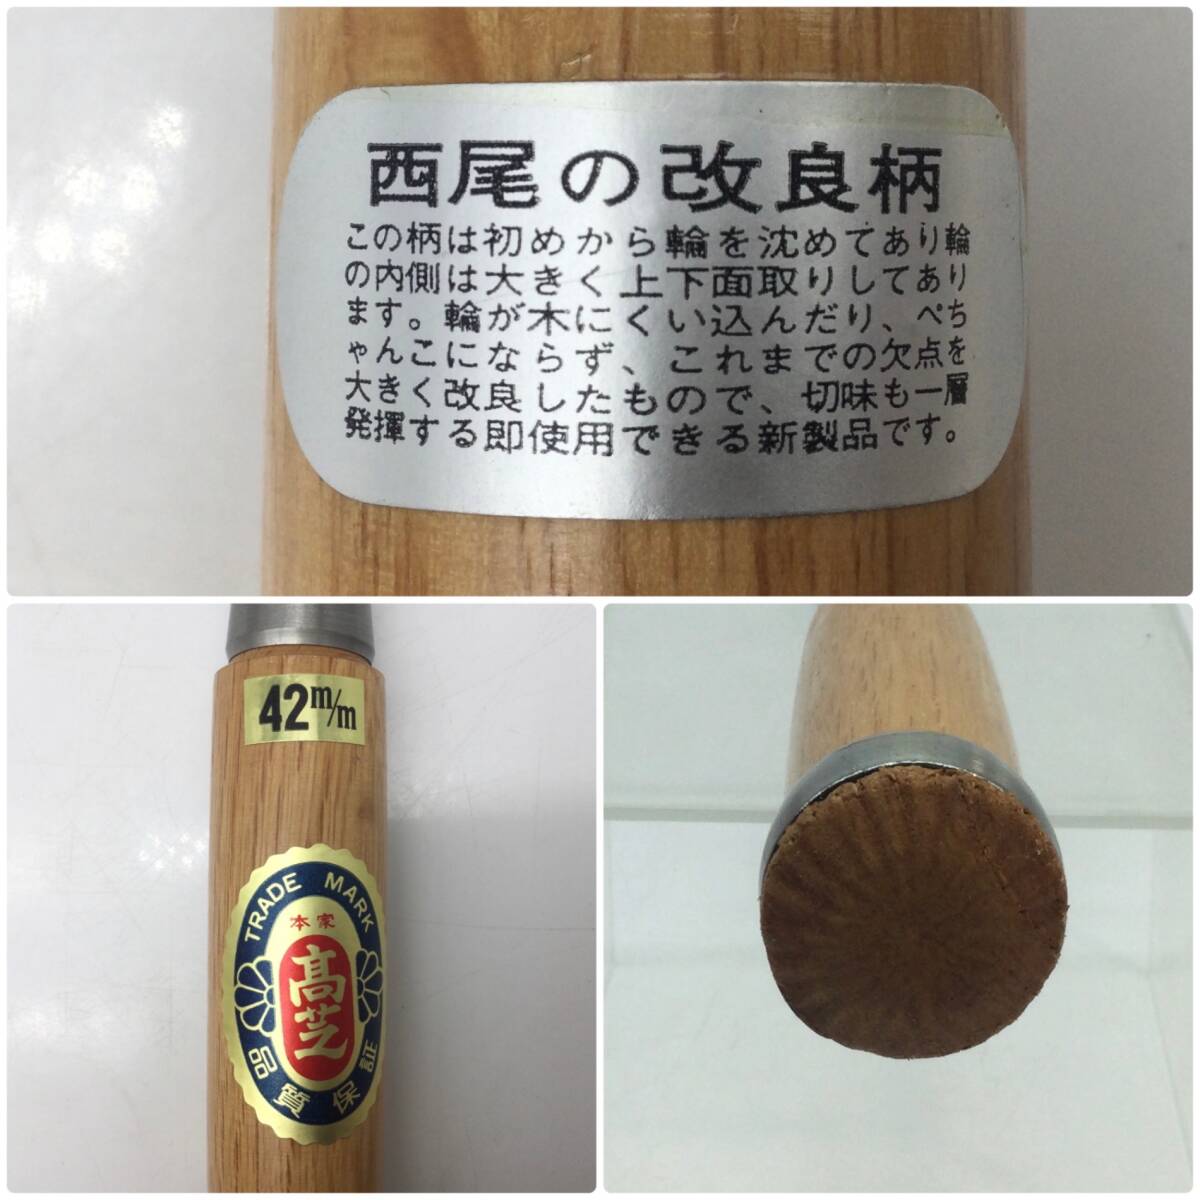 西尾の改良柄
この柄は初めから輪を沈めてあり輪
の内側は大きく上下面取りしてあり
ます。輪が木にくい込んだり、ぺち
ゃんこにならず、これまでの欠点を
大きく改良したもので、切味も一層
発揮する即使用できる新製品です。
42m/m
TRADE MARK
本家
髙芝
品質保証